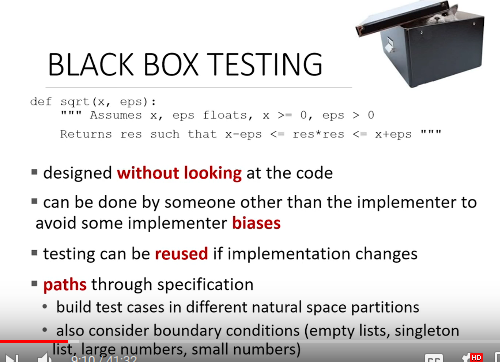 BLACK BOX TESTING
def sqrt(x, eps):
""" Assumes x, eps floats, x >= 0, eps > 0
Returns res such that x-eps <= res*res <= x+eps """
▪ designed without looking at the code
▪ can be done by someone other than the implementer to
avoid some implementer biases
▪ testing can be reused if implementation changes
▪ paths through specification
• build test cases in different natural space partitions
• also consider boundary conditions (empty lists, singleton
list, large numbers, small numbers)
9:10 / 41:32
CC
HD